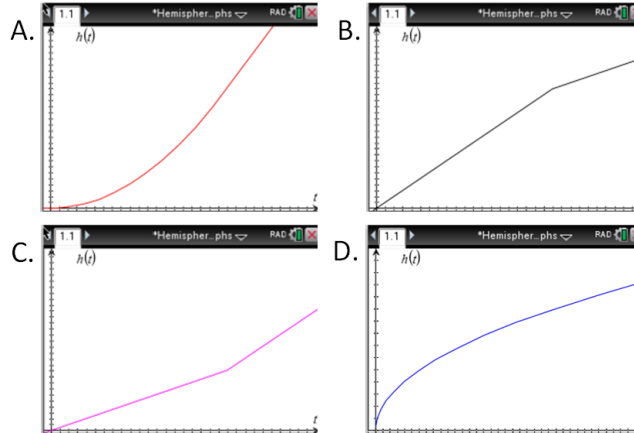 A.
1.1 *Hemispher...phs RAD
h(t)
t
B.
1.1 *Hemispher...phs RAD
h(t)
C.
1.1 *Hemispher...phs RAD
h(t)
t
D.
1.1 *Hemispher...phs RAD
h(t)